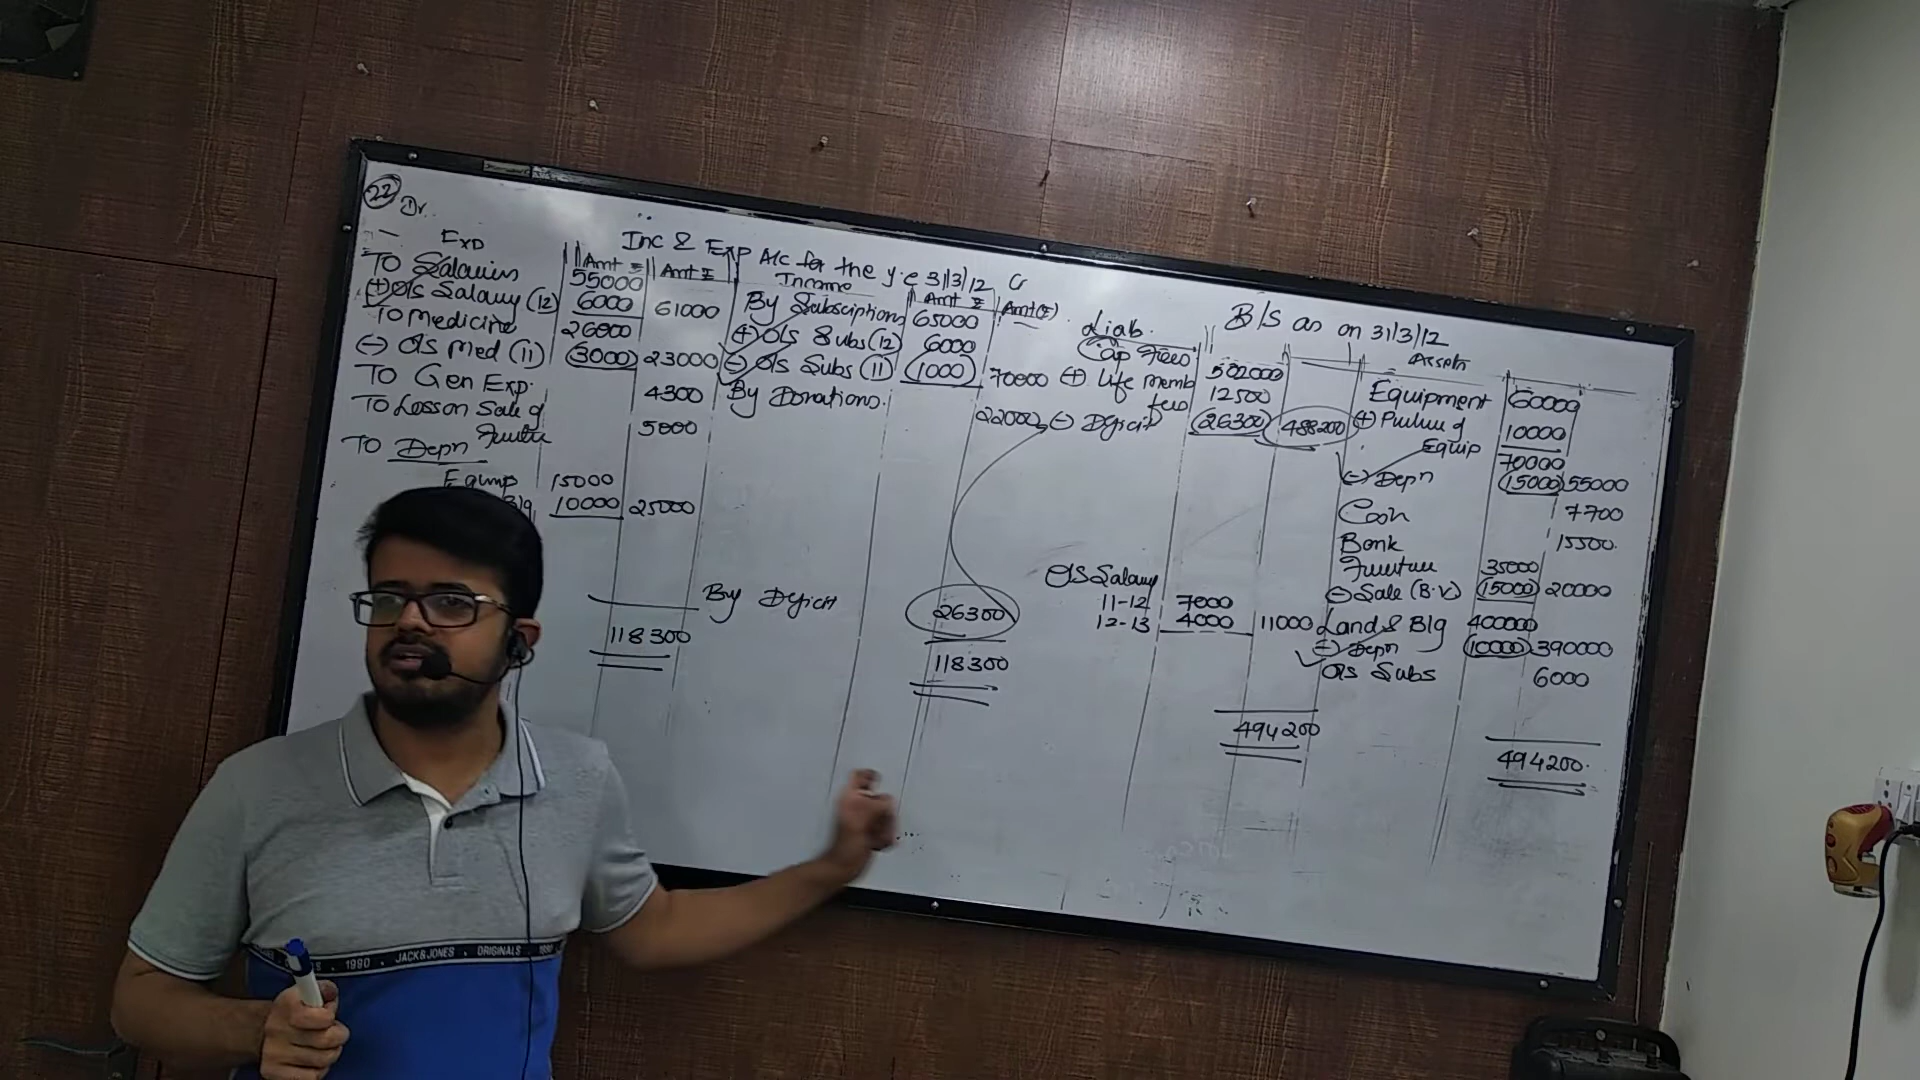 22
Dr.
Inc & Exp A/c for the y.e 31/3/12 Cr
Exp Amt ₹ Amt ₹ Income Amt ₹ Amt (₹)
To Salaries 55000
(+) O/s Salary (12) 6000 61000
To Medicine 26000
(-) O/s Med (11) (3000) 23000
To Gen Exp. 4300
To Loss on Sale of
5000
To Depn
Equip 15000
10000 25000
118300
By Subsciptions 65000
(+) O/s Subs (12) 6000
(-) O/s Subs (11) (1000) 70000
By Donations. 22000
By Deficit 26300
118300
B/S as on 31/3/12
Liab. Assets
Cap Fund 502000
(+) Life Memb 12500
fees
(-) Deficit (26300) 488200
O/S Salary
11-12 7000
12-13 4000 11000
494200
Equipment 60000
(+) Purchase of 10000
Equip
70000
(-) Depn (15000) 55000
Cash 7700
Bank 15500.
Furniture 35000
(-) Sale (B.V) (15000) 20000
Land & Blg 400000
(-) Depn (10000) 390000
O/s Subs 6000
494200.
1990 . JACK&JONES . ORIGINALS . 1990